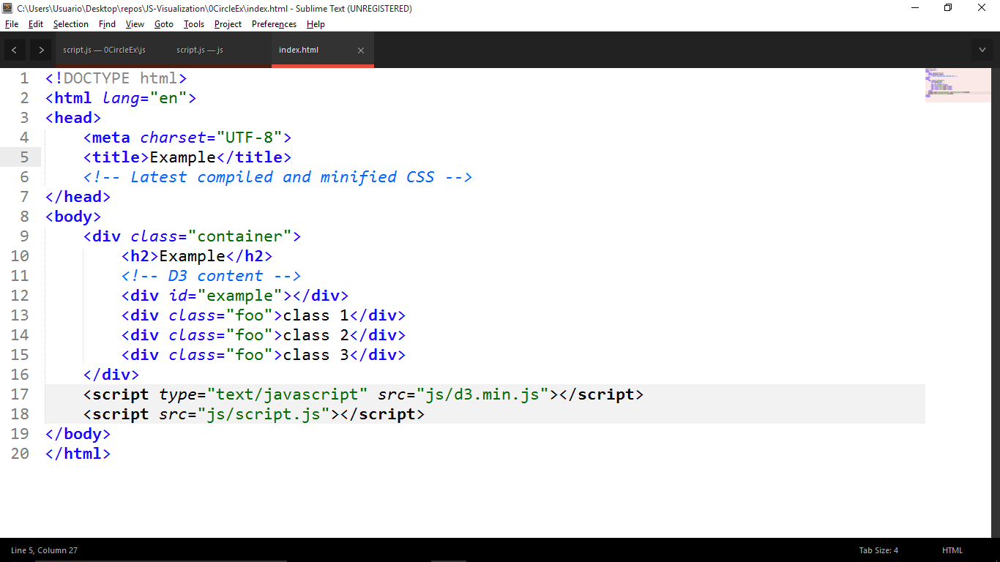 C:\Users\Usuario\Desktop\repos\JS-Visualization\0CircleEx\index.html - Sublime Text (UNREGISTERED)
File Edit Selection Find View Goto Tools Project Preferences Help
script.js — 0CircleEx\js script.js — js index.html
1 <!DOCTYPE html>
2 <html lang="en">
3 <head>
4 <meta charset="UTF-8">
5 <title>Example</title>
6 <!-- Latest compiled and minified CSS -->
7 </head>
8 <body>
9 <div class="container">
10 <h2>Example</h2>
11 <!-- D3 content -->
12 <div id="example"></div>
13 <div class="foo">class 1</div>
14 <div class="foo">class 2</div>
15 <div class="foo">class 3</div>
16 </div>
17 <script type="text/javascript" src="js/d3.min.js"></script>
18 <script src="js/script.js"></script>
19 </body>
20 </html>
Line 5, Column 27 Tab Size: 4 HTML